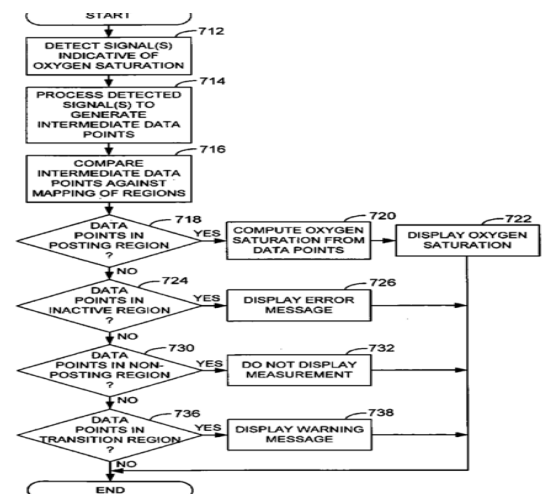 START
712
DETECT SIGNAL(S)
INDICATIVE OF
OXYGEN SATURATION
714
PROCESS DETECTED
SIGNAL(S) TO
GENERATE
INTERMEDIATE DATA
POINTS
716
COMPARE
INTERMEDIATE DATA
POINTS AGAINST
MAPPING OF REGIONS
718
DATA
POINTS IN
POSTING REGION
?
YES
720
COMPUTE OXYGEN
SATURATION FROM
DATA POINTS
722
DISPLAY OXYGEN
SATURATION
NO
724
DATA
POINTS IN
INACTIVE REGION
?
YES
726
DISPLAY ERROR
MESSAGE
NO
730
DATA
POINTS IN NON-
POSTING REGION
?
YES
732
DO NOT DISPLAY
MEASUREMENT
NO
736
DATA
POINTS IN
TRANSITION REGION
?
YES
738
DISPLAY WARNING
MESSAGE
NO
END